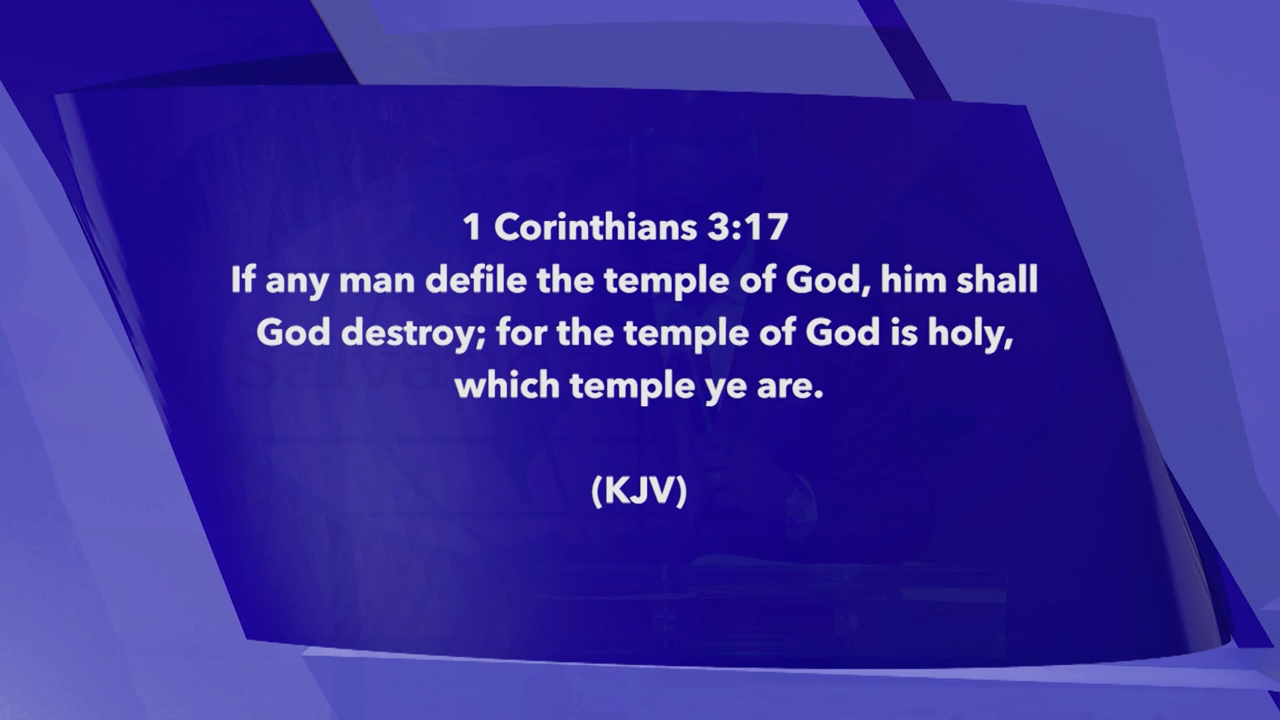 1 Corinthians 3:17
If any man defile the temple of God, him shall
God destroy; for the temple of God is holy,
which temple ye are.
(KJV)